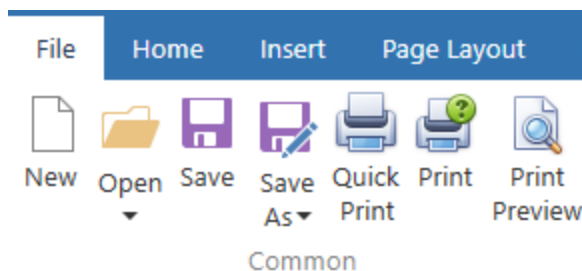 File Home Insert Page Layout
New Open Save Save As Quick Print Print Print Preview
Common